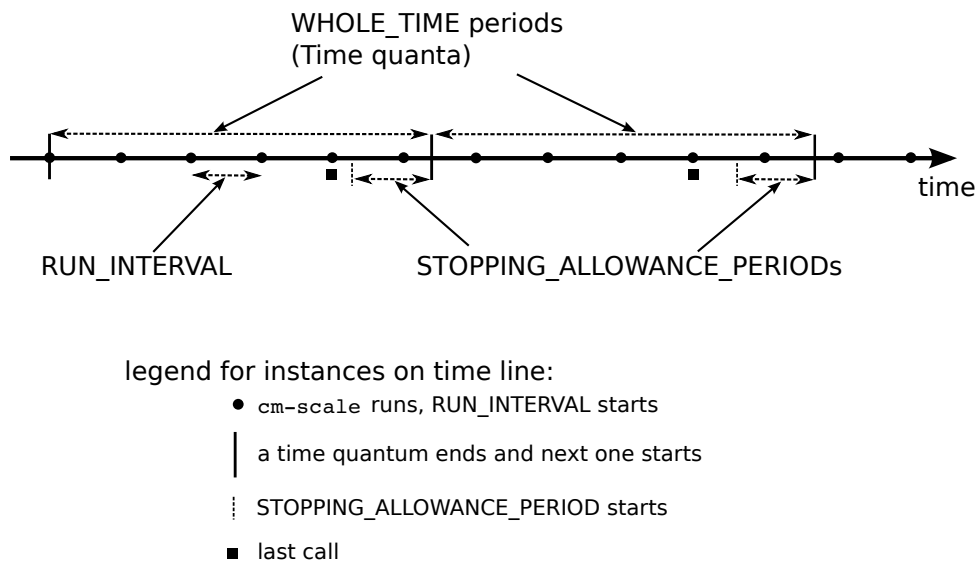 WHOLE_TIME periods
(Time quanta)
time
RUN_INTERVAL
STOPPING_ALLOWANCE_PERIODs
legend for instances on time line:
cm-scale runs, RUN_INTERVAL starts
a time quantum ends and next one starts
STOPPING_ALLOWANCE_PERIOD starts
last call